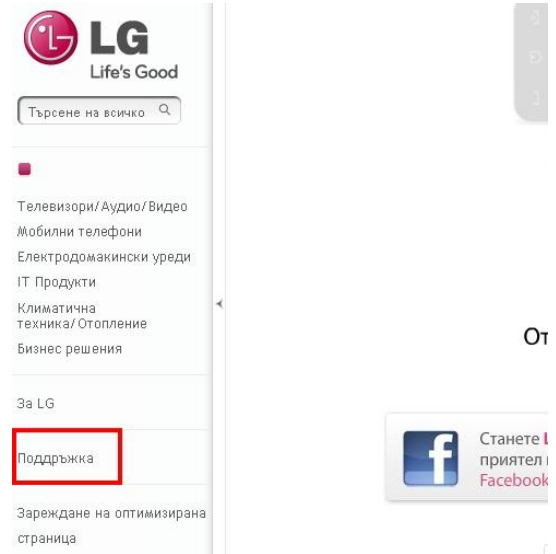 LG
Life's Good
Търсене на всичко
Телевизори/Аудио/Видео
Мобилни телефони
Електродомакински уреди
IT Продукти
Климатична
техника/Отопление
Бизнес решения
За LG
Поддръжка
Зареждане на оптимизирана
страница
От
Станете L
приятел
Facebook